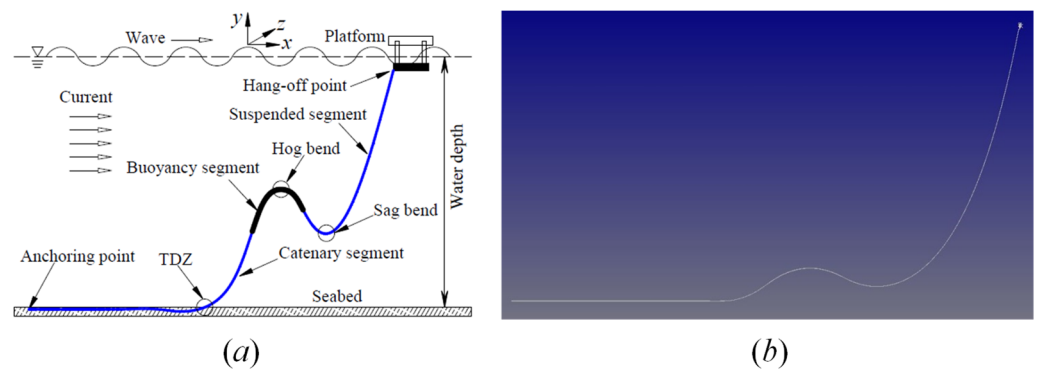 y
z
x
Wave
Platform
Hang-off point
Current
Suspended segment
Hog bend
Buoyancy segment
Water depth
Sag bend
Anchoring point
TDZ
Catenary segment
Seabed
(a)
(b)